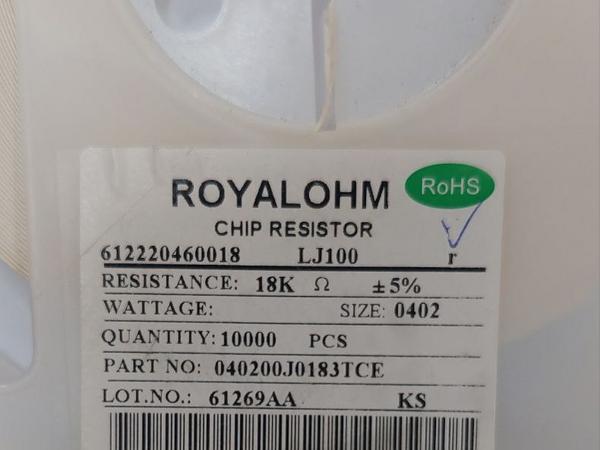 ROYALOHM RoHS
CHIP RESISTOR
612220460018 LJ100 r
RESISTANCE: 18K Ω ±5%
WATTAGE: SIZE: 0402
QUANTITY: 10000 PCS
PART NO: 040200J0183TCE
LOT.NO.: 61269AA KS